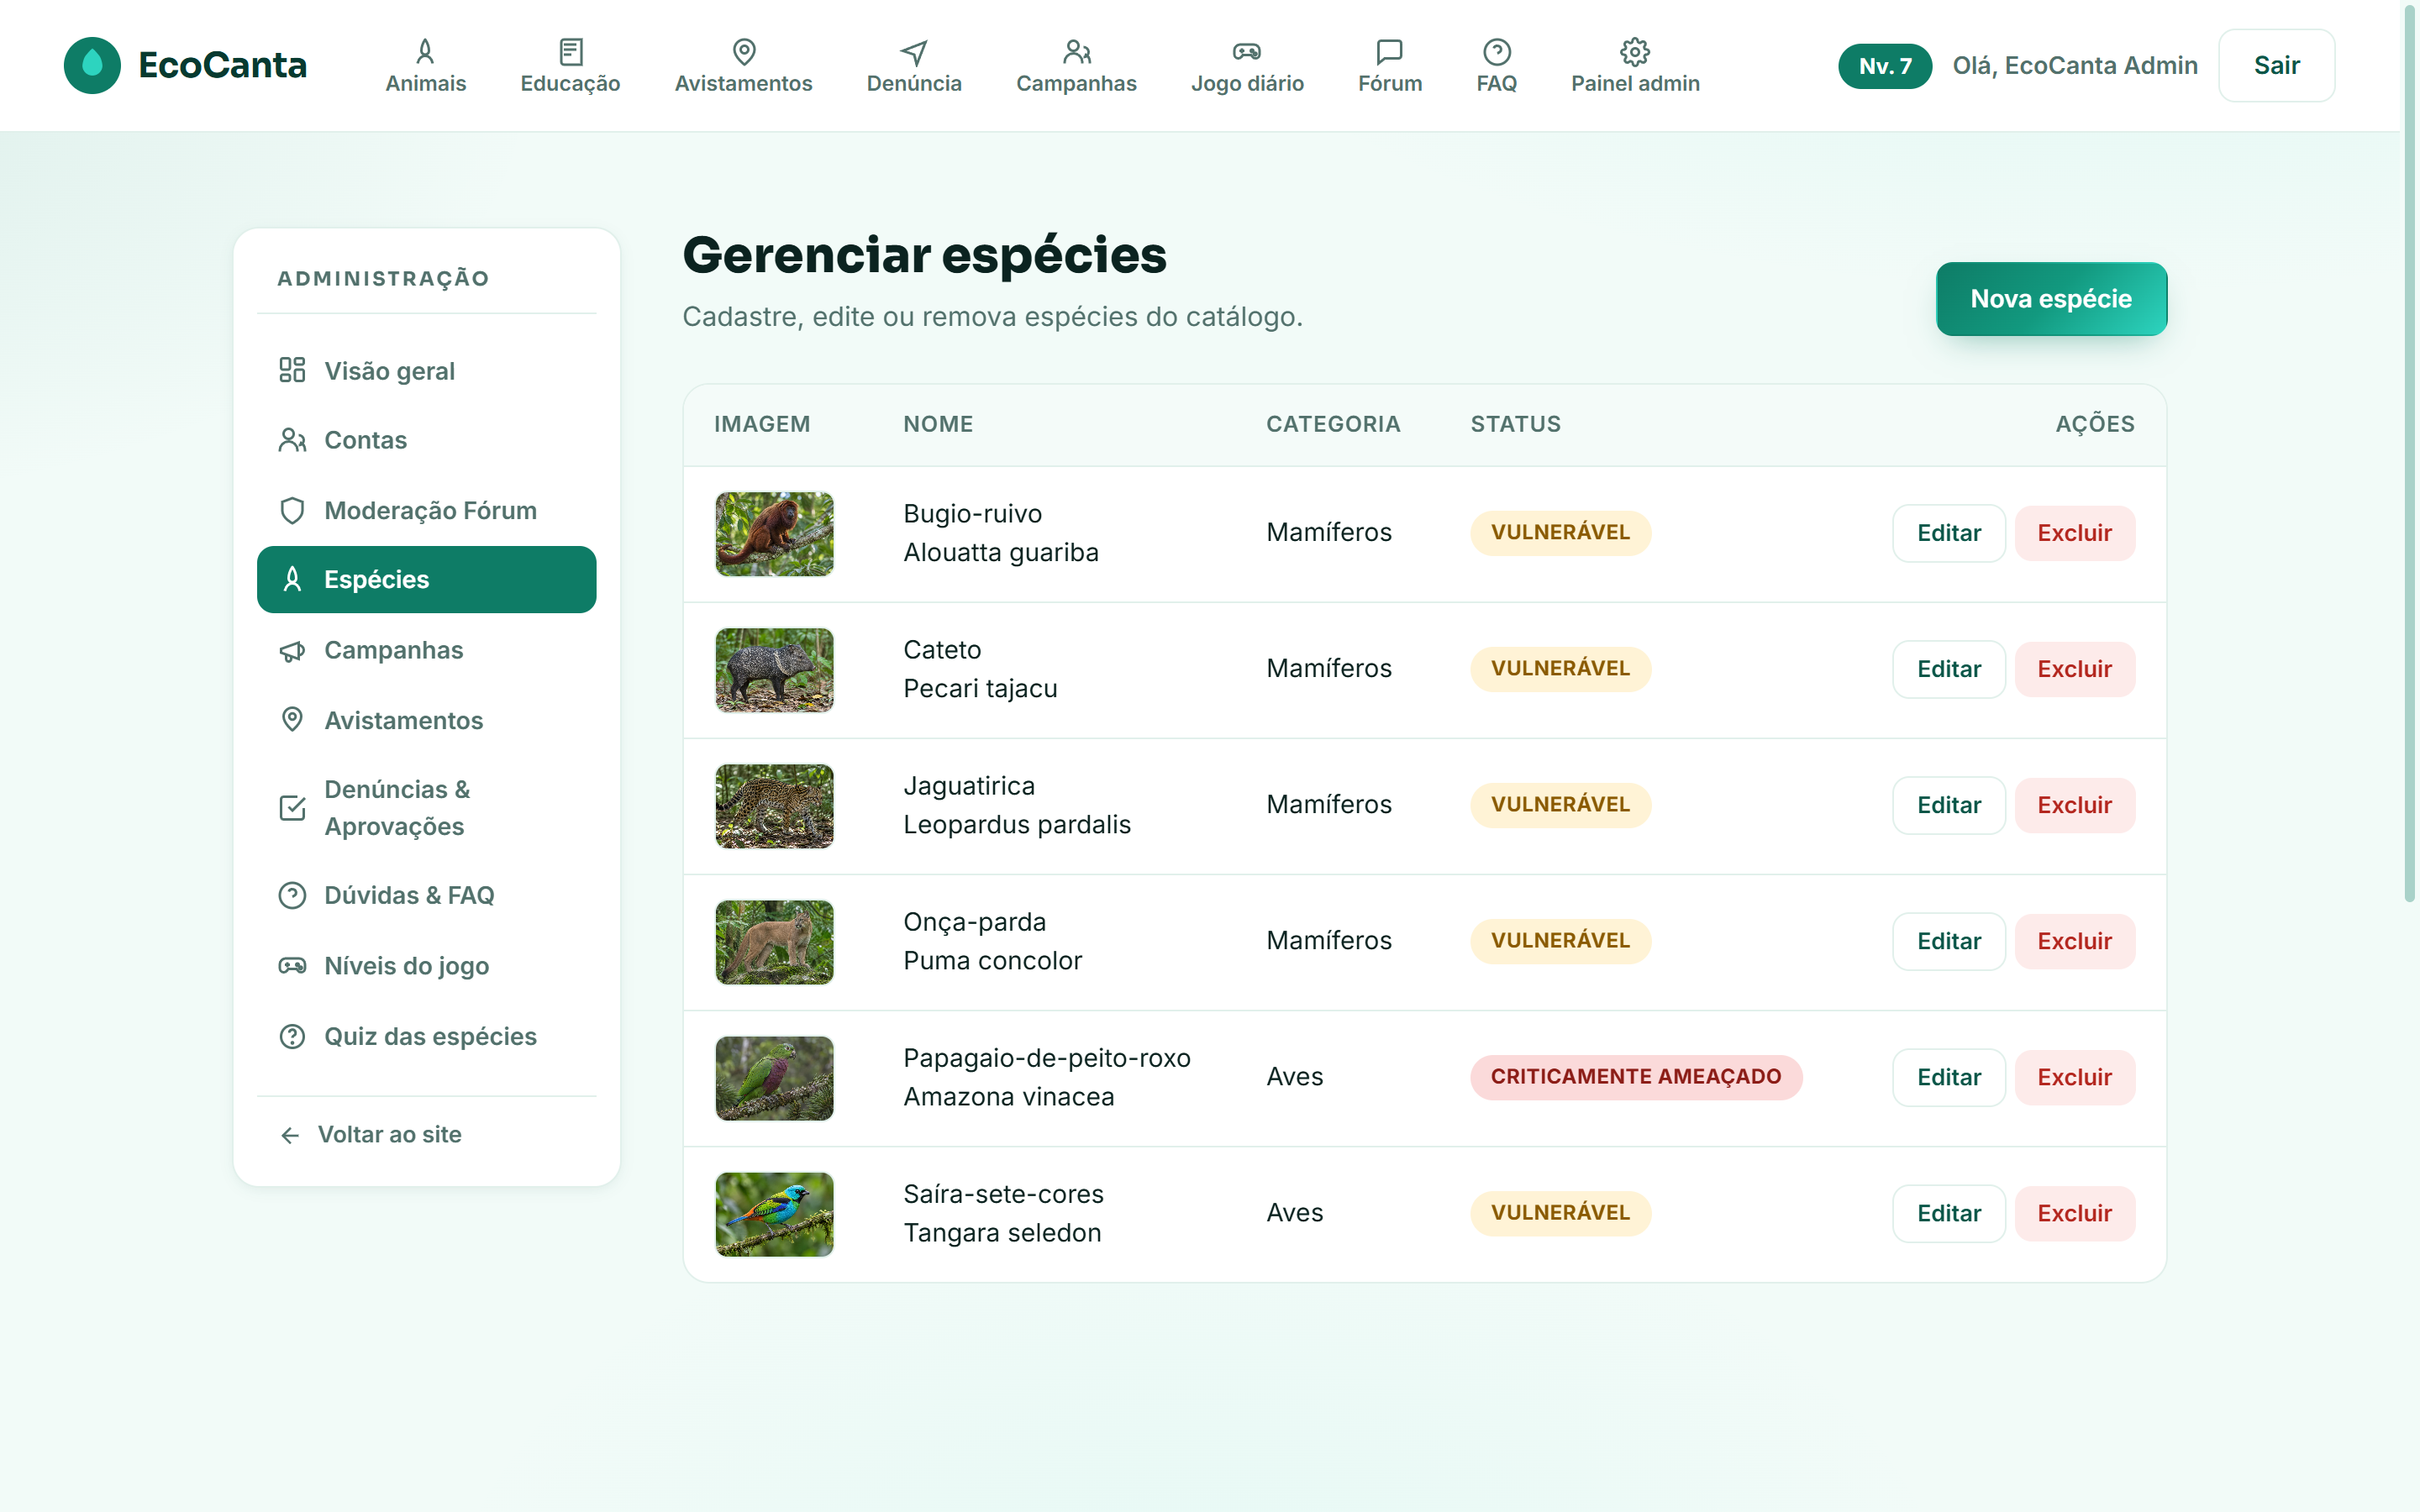 EcoCanta
Animais
Educação
Avistamentos
Denúncia
Campanhas
Jogo diário
Fórum
FAQ
Painel admin
Nv. 7
Olá, EcoCanta Admin
Sair
ADMINISTRAÇÃO
Visão geral
Contas
Moderação Fórum
Espécies
Campanhas
Avistamentos
Denúncias &
Aprovações
Dúvidas & FAQ
Níveis do jogo
Quiz das espécies
Voltar ao site
Gerenciar espécies
Cadastre, edite ou remova espécies do catálogo.
Nova espécie
IMAGEM NOME CATEGORIA STATUS AÇÕES
Bugio-ruivo
Alouatta guariba
Mamíferos
VULNERÁVEL
Editar
Excluir
Cateto
Pecari tajacu
Mamíferos
VULNERÁVEL
Editar
Excluir
Jaguatirica
Leopardus pardalis
Mamíferos
VULNERÁVEL
Editar
Excluir
Onça-parda
Puma concolor
Mamíferos
VULNERÁVEL
Editar
Excluir
Papagaio-de-peito-roxo
Amazona vinacea
Aves
CRITICAMENTE AMEAÇADO
Editar
Excluir
Saíra-sete-cores
Tangara seledon
Aves
VULNERÁVEL
Editar
Excluir